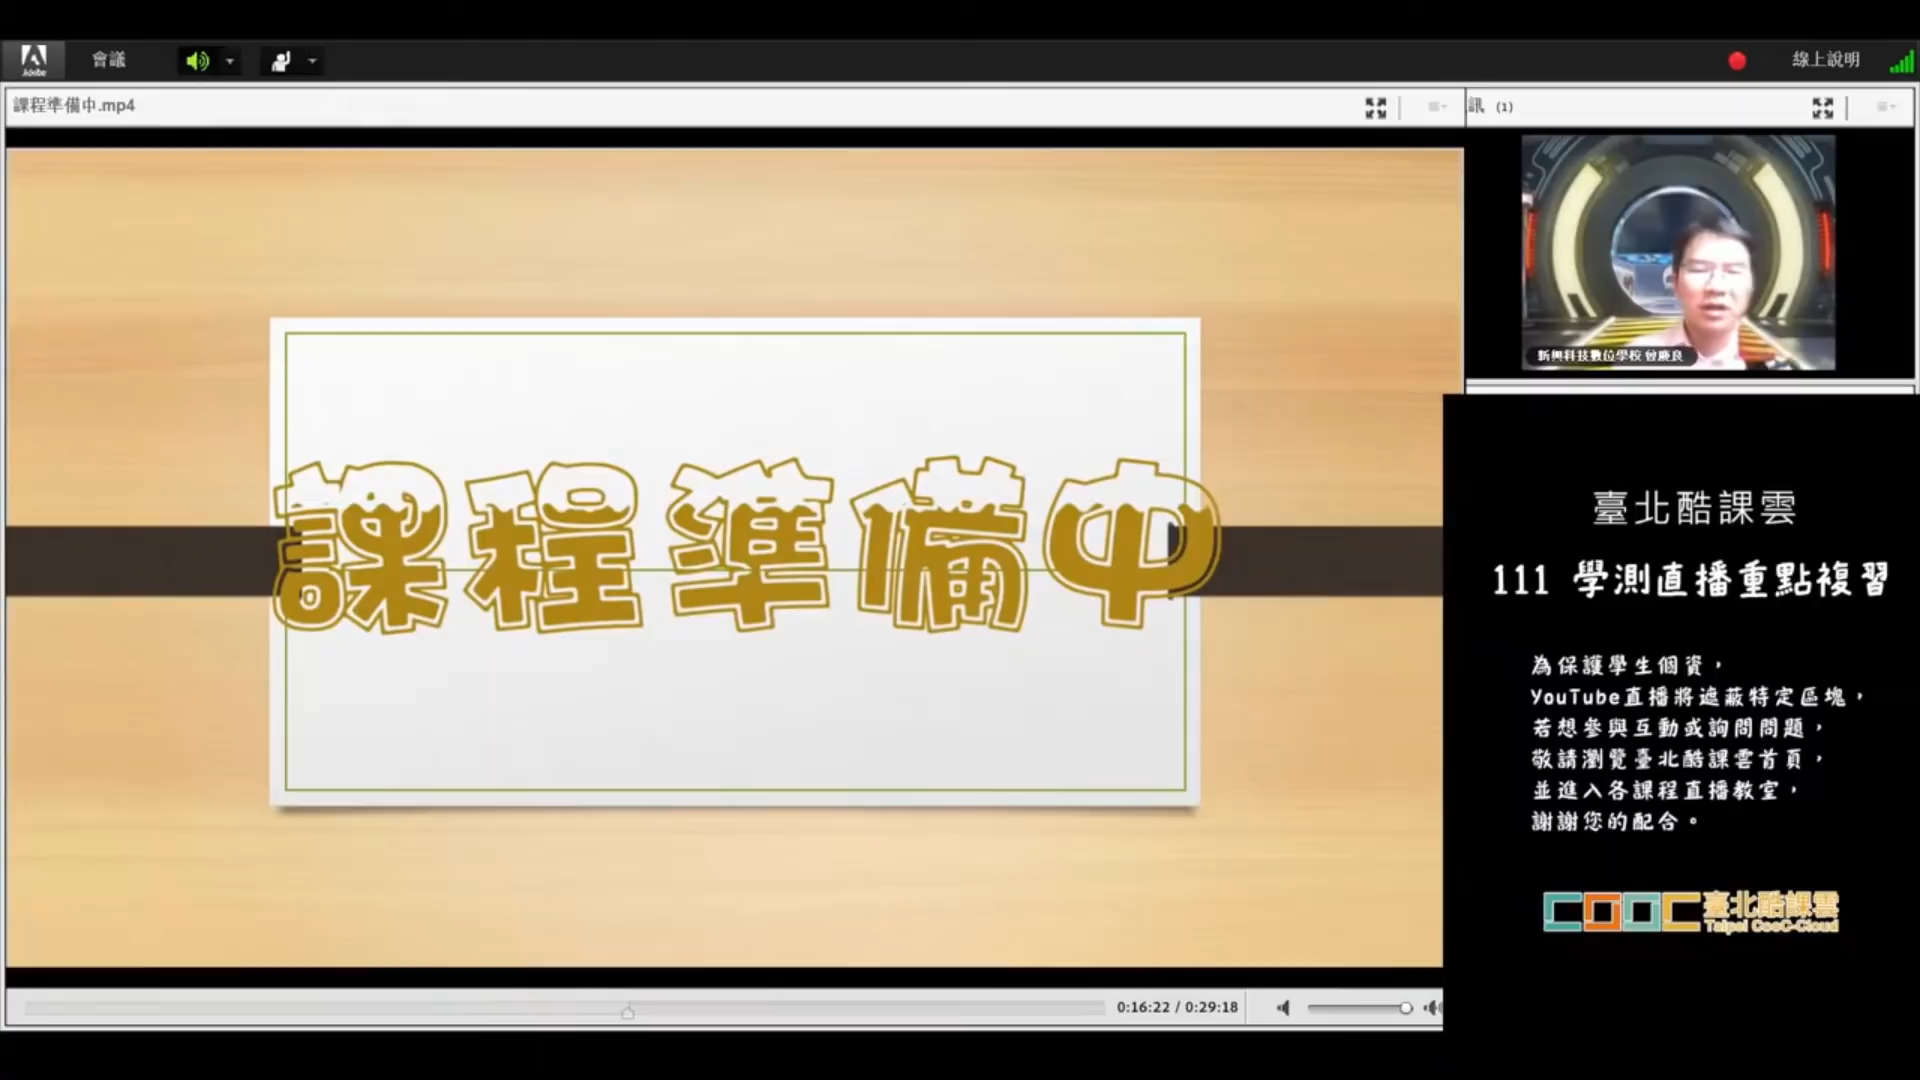 Adobe
會議
線上說明
課程準備中.mp4
訊 (1)
新興科技數位學校 曾慶良
課程準備中
臺北酷課雲
111 學測直播重點複習
為保護學生個資，
YouTube直播將遮蔽特定區塊，
若想參與互動或詢問問題，
敬請瀏覽臺北酷課雲首頁，
並進入各課程直播教室，
謝謝您的配合。
COOC 臺北酷課雲
Taipei CooC-Cloud
0:16:22 / 0:29:18